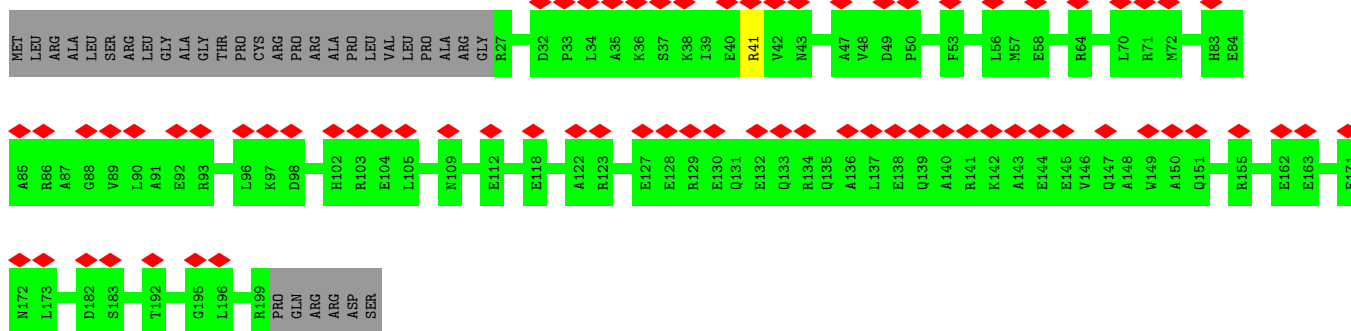 MET LEU ARG ALA LEU SER ARG LEU GLY ALA GLY THR PRO CYS ARG PRO ARG ALA PRO LEU VAL LEU PRO ALA ARG GLY R27 D32 P33 L34 A35 K36 S37 K38 I39 E40 R41 V42 N43 A47 V48 D49 P50 F53 L56 M57 E58 R64 L70 R71 M72 H83 E84
A85 R86 A87 G88 V89 L90 A91 E92 R93 L96 K97 D98 H102 R103 E104 L105 N109 E112 E118 A122 R123 E127 E128 R129 E130 Q131 E132 Q133 R134 Q135 A136 L137 E138 Q139 A140 R141 K142 A143 E144 E145 V146 Q147 A148 W149 A150 Q151 R155 E162 E163
N172 L173 D182 S183 T192 G195 L196 R199 PRO GLN ARG ARG ASP SER